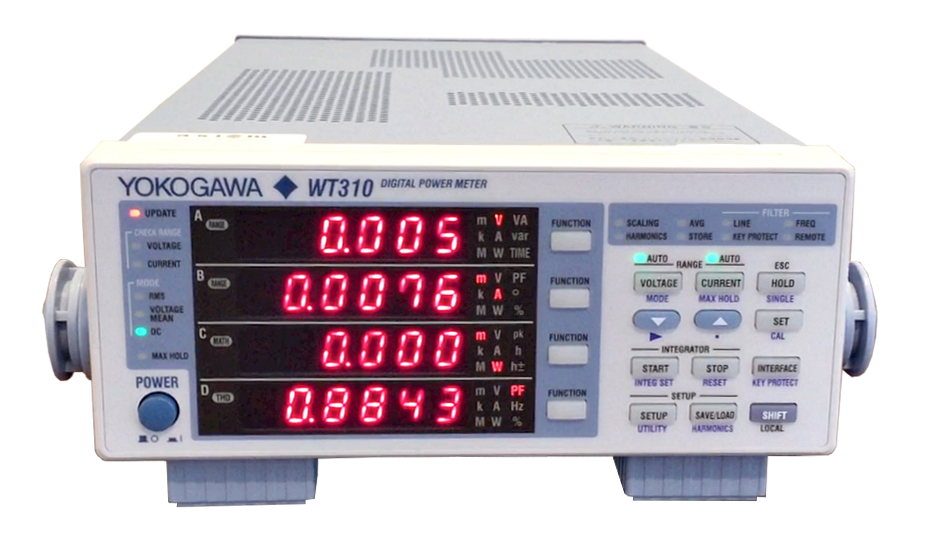 YOKOGAWA ◆ WT310 DIGITAL POWER METER
UPDATE
CHECK RANGE
VOLTAGE
CURRENT
MODE
RMS
VOLTAGE
MEAN
DC
MAX HOLD
POWER
A RANGE 0.005 m V VA
k A var
M W TIME
B RANGE 0.0076 m V PF
k A °
M W %
C MATH 0.000 m V pk
k A h
M W h±
D THD 0.8843 m V PF
k A Hz
M W %
FUNCTION
FUNCTION
FUNCTION
FUNCTION
FILTER
SCALING AVG LINE FREQ
HARMONICS STORE KEY PROTECT REMOTE
AUTO RANGE AUTO ESC
VOLTAGE CURRENT HOLD
MODE MAX HOLD SINGLE
SET
CAL
INTEGRATOR
START STOP INTERFACE
INTEG SET RESET KEY PROTECT
SETUP
SETUP SAVE/LOAD SHIFT
UTILITY HARMONICS LOCAL